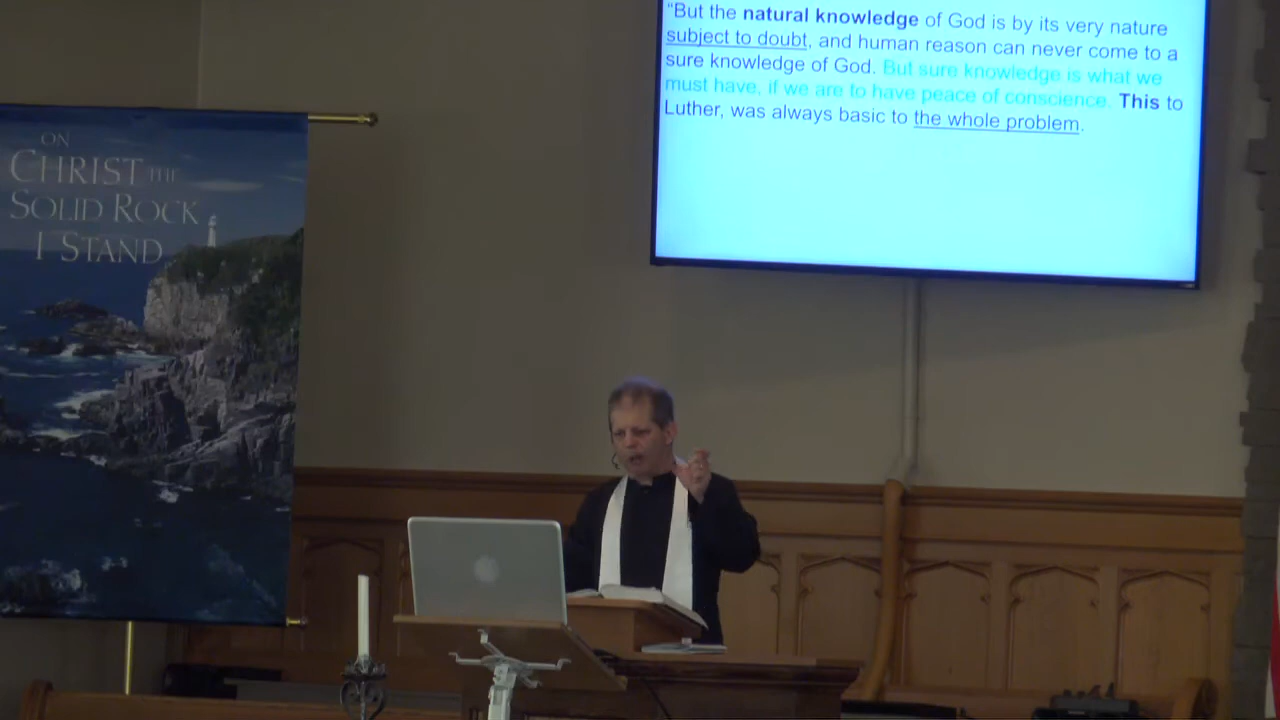 ON
CHRIST THE
SOLID ROCK
I STAND
“But the natural knowledge of God is by its very nature
subject to doubt, and human reason can never come to a
sure knowledge of God. But sure knowledge is what we
must have, if we are to have peace of conscience. This to
Luther, was always basic to the whole problem.